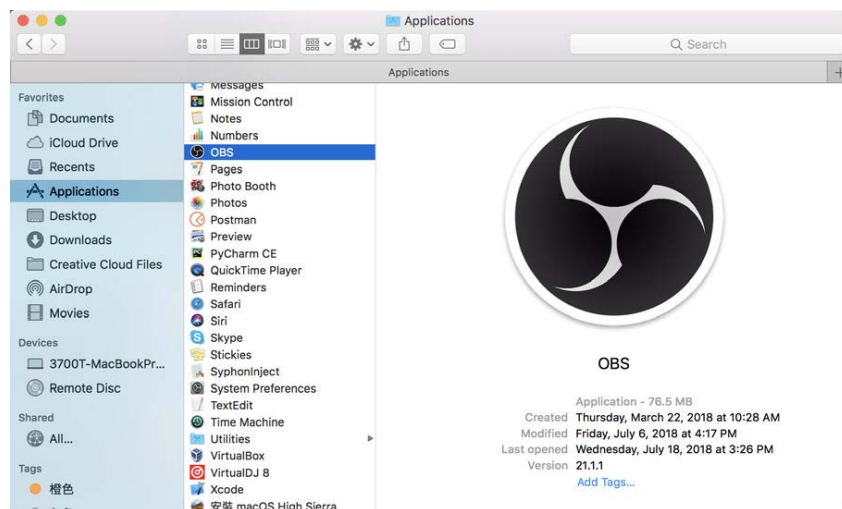 Applications
Search
Applications
Favorites
Documents
iCloud Drive
Recents
Applications
Desktop
Downloads
Creative Cloud Files
AirDrop
Movies
Devices
3700T-MacBookPr...
Remote Disc
Shared
All...
Tags
橙色
Messages
Mission Control
Notes
Numbers
OBS
Pages
Photo Booth
Photos
Postman
Preview
PyCharm CE
QuickTime Player
Reminders
Safari
Siri
Skype
Stickies
SyphonInject
System Preferences
TextEdit
Time Machine
Utilities
VirtualBox
VirtualDJ 8
Xcode
安裝 macOS High Sierra
OBS
Application - 76.5 MB
Created Thursday, March 22, 2018 at 10:28 AM
Modified Friday, July 6, 2018 at 4:17 PM
Last opened Wednesday, July 18, 2018 at 3:26 PM
Version 21.1.1
Add Tags...